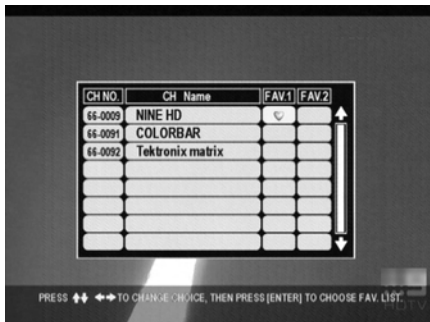 CH NO. CH Name FAV.1 FAV.2
66-0009 NINE HD
66-0091 COLORBAR
66-0092 Tektronix matrix
PRESS ▲▼ ◄► TO CHANGE CHOICE, THEN PRESS [ENTER] TO CHOOSE FAV. LIST.
HDTV